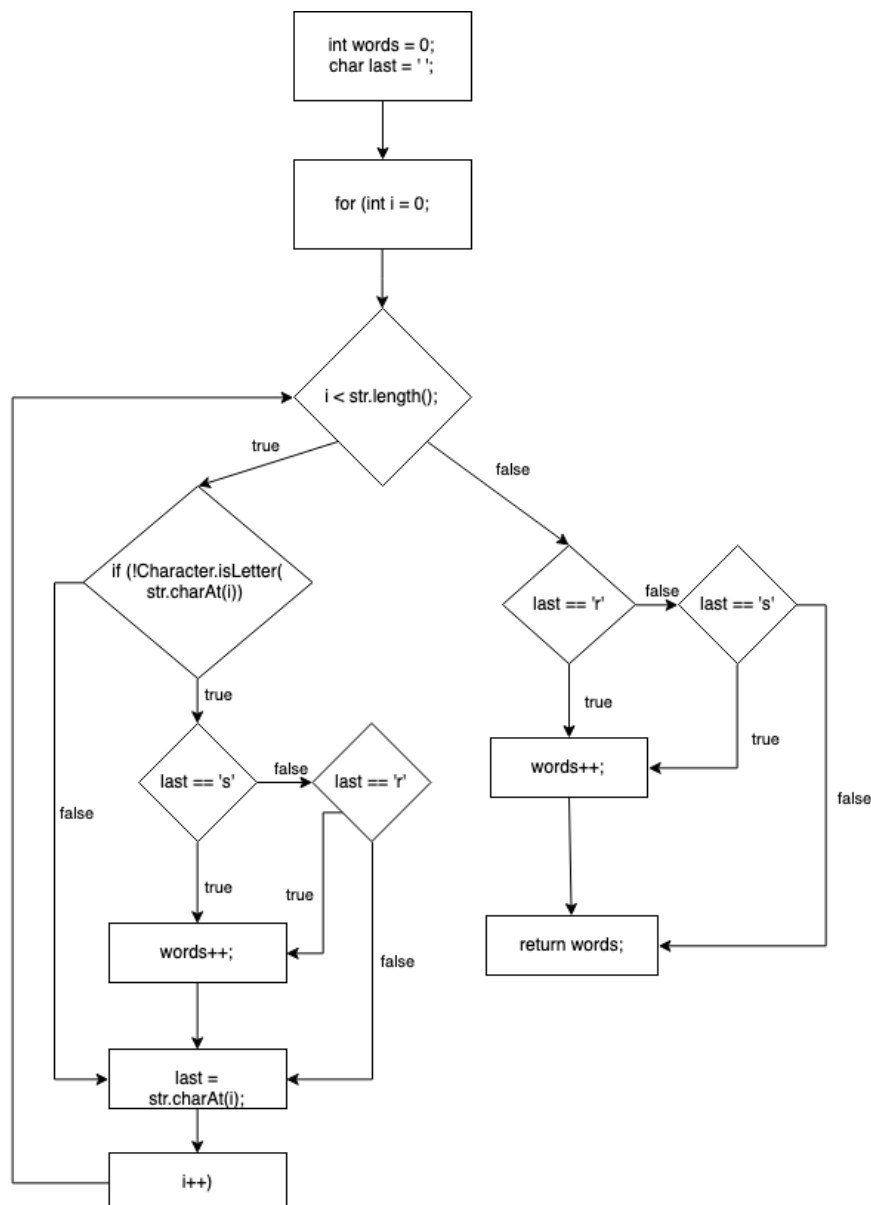 int words = 0;
char last = ' ';
for (int i = 0;
i < str.length();
true
false
if (!Character.isLetter(
str.charAt(i))
last == 'r'
false
last == 's'
true
true
true
last == 's'
false
last == 'r'
words++;
false
false
true
true
words++;
false
return words;
last =
str.charAt(i);
i++)